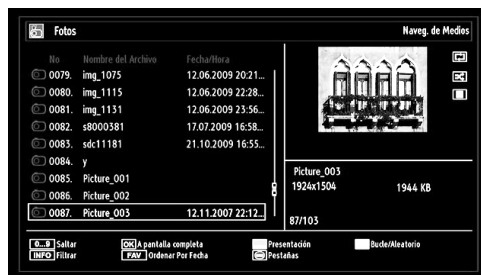 Fotos Naveg. de Medios
No Nombre del Archivo Fecha/Hora
0079. img_1075 12.06.2009 20:21...
0080. img_1115 12.06.2009 22:28...
0081. img_1131 12.06.2009 23:56...
0082. s8000381 17.07.2009 16:58...
0083. sdc11181 21.10.2009 16:55...
0084. y
0085. Picture_001
0086. Picture_002
0087. Picture_003 12.11.2007 22:12...
Picture_003
1924x1504 1944 KB
87/103
0...9 Saltar OK A pantalla completa Presentación Bucle/Aleatorio
INFO Filtrar FAV Ordenar Por Fecha Pestañas